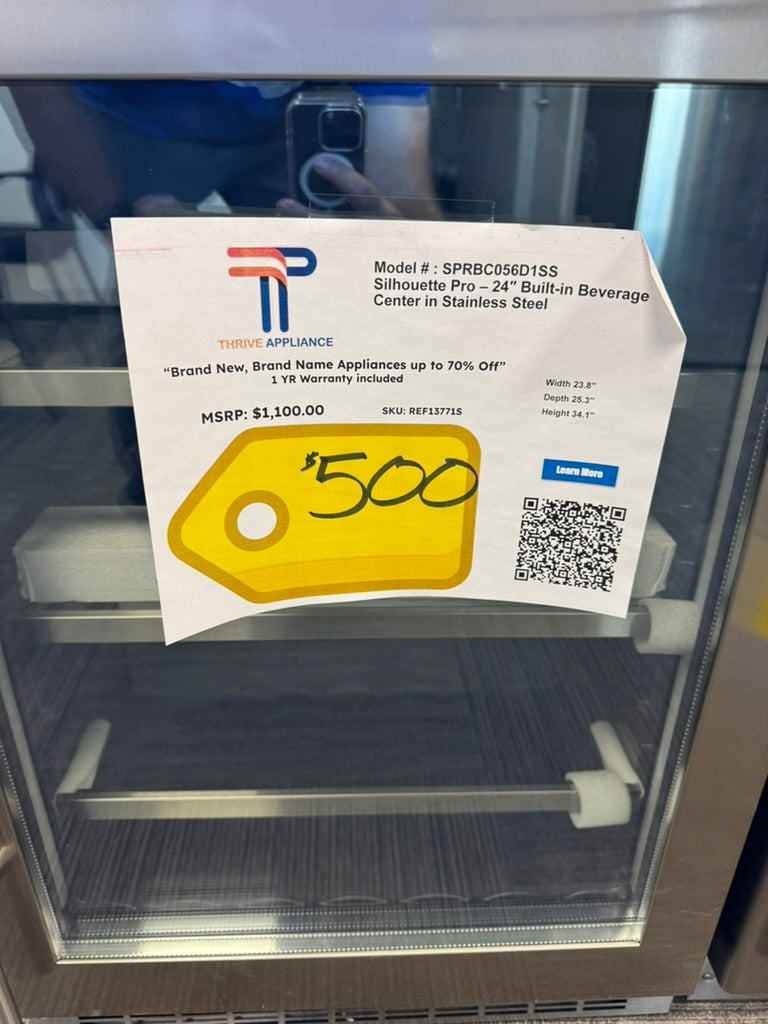 Model # : SPRBC056D1SS
Silhouette Pro – 24" Built-in Beverage
Center in Stainless Steel
THRIVE APPLIANCE
“Brand New, Brand Name Appliances up to 70% Off”
1 YR Warranty included
Width 23.8"
Depth 25.3"
Height 34.1"
MSRP: $1,100.00
SKU: REF13771S
$500
Learn More